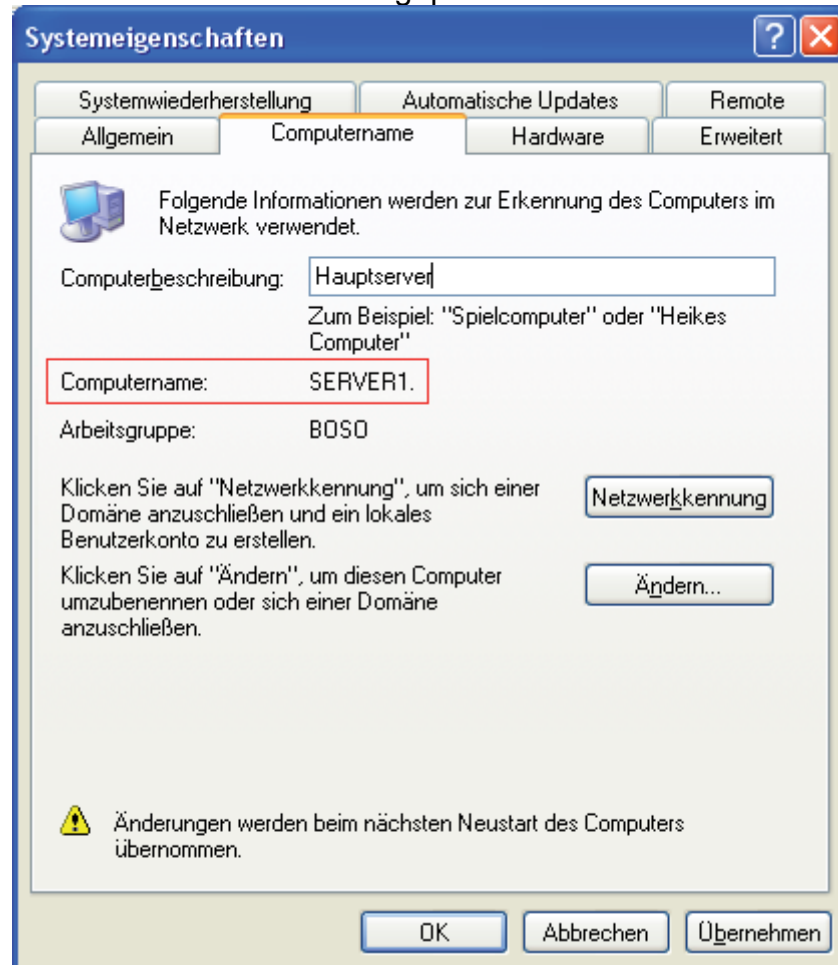 Systemeigenschaften
Systemwiederherstellung Automatische Updates Remote
Allgemein Computername Hardware Erweitert
Folgende Informationen werden zur Erkennung des Computers im
Netzwerk verwendet.
Computerbeschreibung: Hauptserver
Zum Beispiel: "Spielcomputer" oder "Heikes
Computer"
Computername: SERVER1.
Arbeitsgruppe: BOSO
Klicken Sie auf "Netzwerkkennung", um sich einer
Domäne anzuschließen und ein lokales
Benutzerkonto zu erstellen.
Netzwerkkennung
Klicken Sie auf "Ändern", um diesen Computer
umzubenennen oder sich einer Domäne
anzuschließen.
Ändern...
Änderungen werden beim nächsten Neustart des Computers
übernommen.
OK Abbrechen Übernehmen